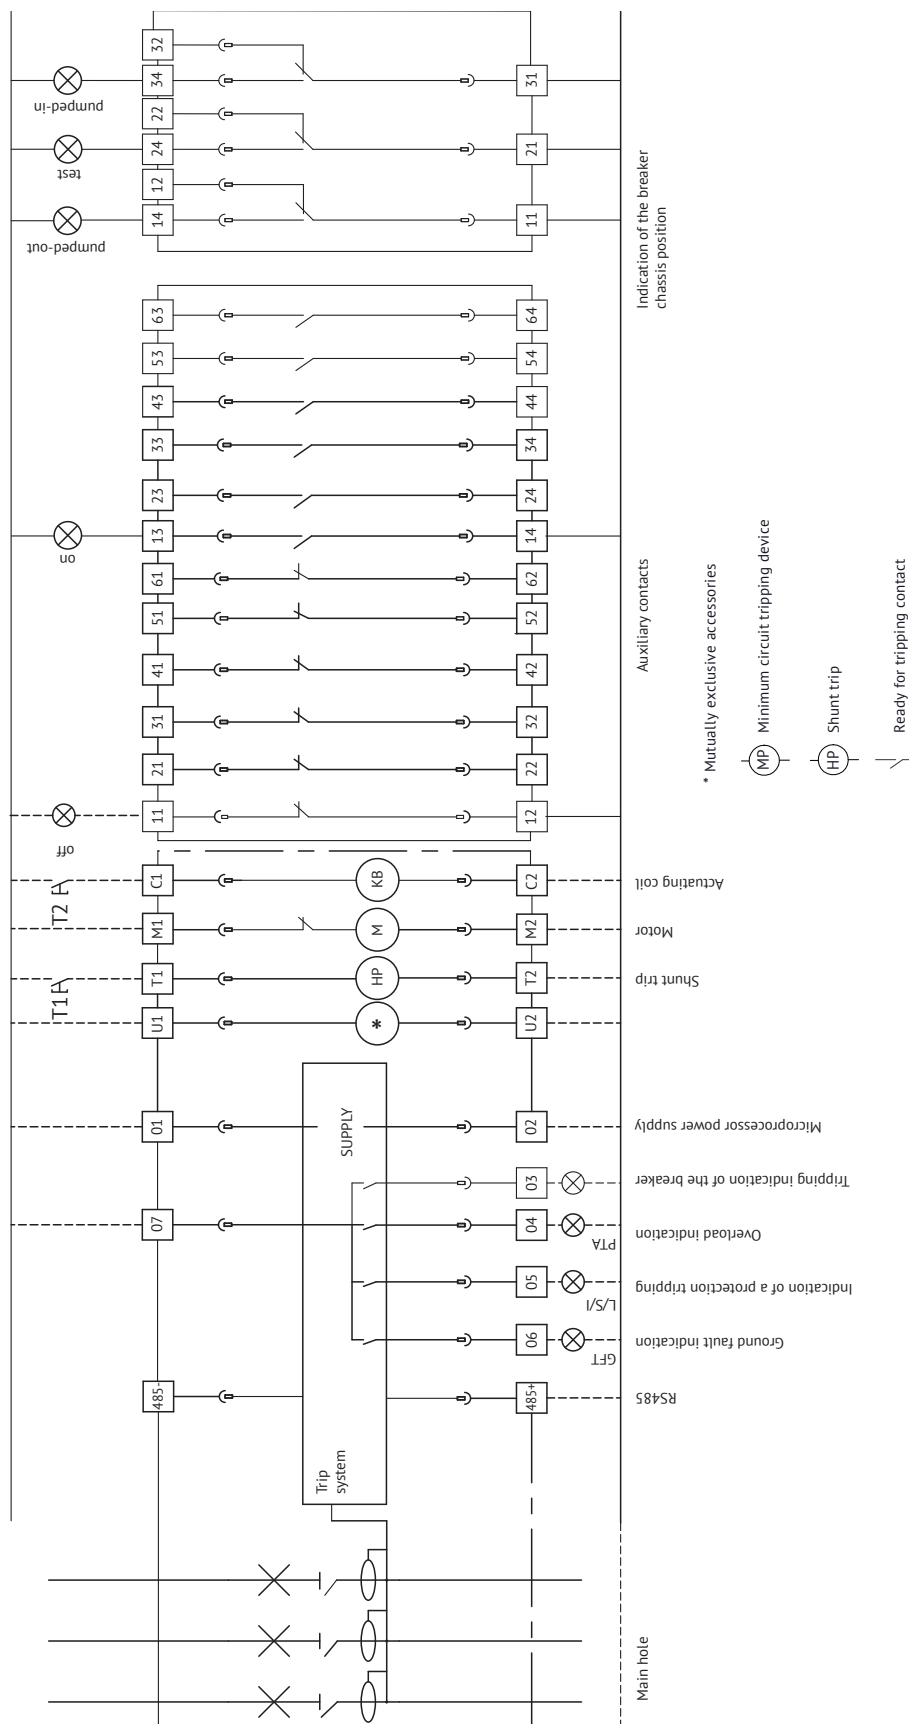 32
34
22
24
12
14
31
21
11
pumped-in
test
pumped-out
Indication of the breaker
chassis position
63
53
43
33
23
13
61
51
41
31
21
11
64
54
44
34
24
14
62
52
42
32
22
12
on
off
Auxiliary contacts
* Mutually exclusive accessories
MP
Minimum circuit tripping device
HP
Shunt trip
Ready for tripping contact
T2
C1
KB
C2
Actuating coil
M1
M
M2
Motor
T1
T1
HP
T2
Shunt trip
U1
*
U2
01
SUPPLY
02
Microprocessor power supply
03
Tripping indication of the breaker
07
04
PTA
Overload indication
05
L/S/I
Indication of a protection tripping
06
GFT
Ground fault indication
485-
485+
RS485
Trip
system
Main hole